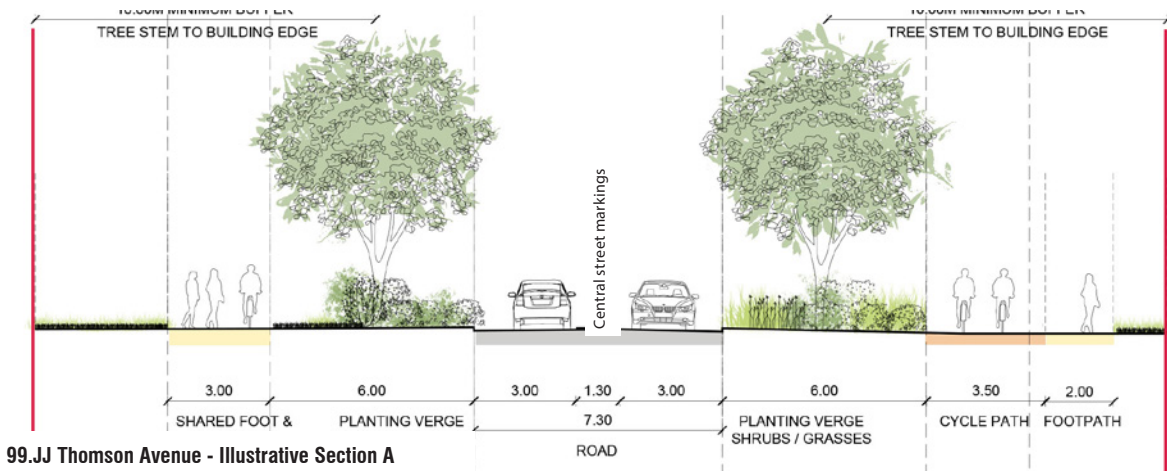 TREE STEM TO BUILDING EDGE
TREE STEM TO BUILDING EDGE
Central street markings
3.00
6.00
3.00
1.30
3.00
6.00
3.50
2.00
SHARED FOOT &
PLANTING VERGE
7.30
PLANTING VERGE
SHRUBS / GRASSES
CYCLE PATH
FOOTPATH
ROAD
99.JJ Thomson Avenue - Illustrative Section A